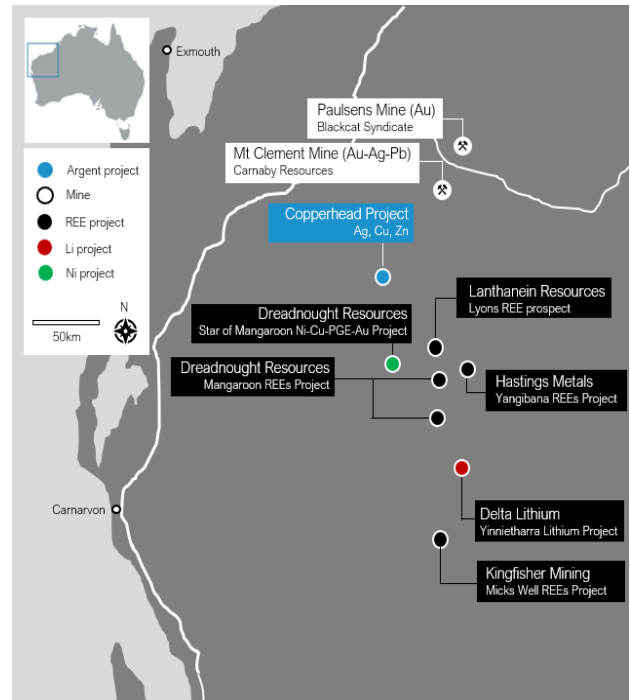 Exmouth
Paulsens Mine (Au)
Blackcat Syndicate
Mt Clement Mine (Au-Ag-Pb)
Carnaby Resources
Argent project
Mine
REE project
Li project
Ni project
N
50km
Copperhead Project
Ag, Cu, Zn
Lanthanein Resources
Lyons REE prospect
Dreadnought Resources
Star of Mangaroon Ni-Cu-PGE-Au Project
Dreadnought Resources
Mangaroon REEs Project
Hastings Metals
Yangibana REEs Project
Carnarvon
Delta Lithium
Yinnietharra Lithium Project
Kingfisher Mining
Micks Well REEs Project